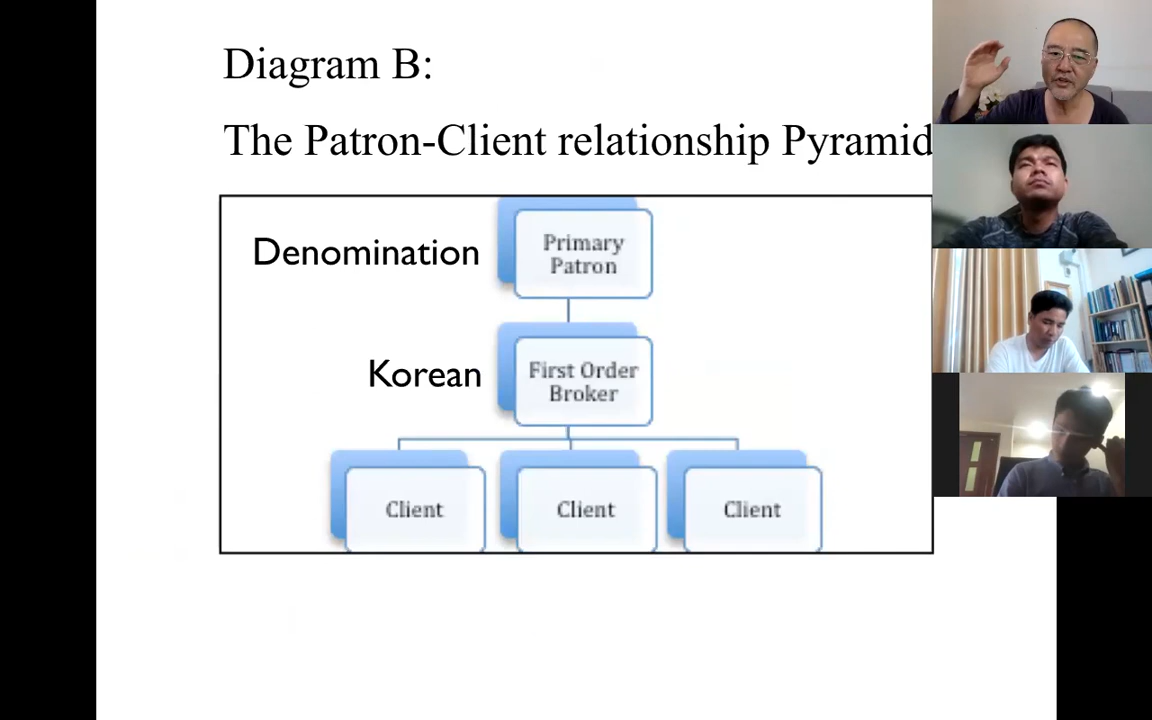 Diagram B:
The Patron-Client relationship Pyramid
Denomination
Primary
Patron
Korean
First Order
Broker
Client
Client
Client